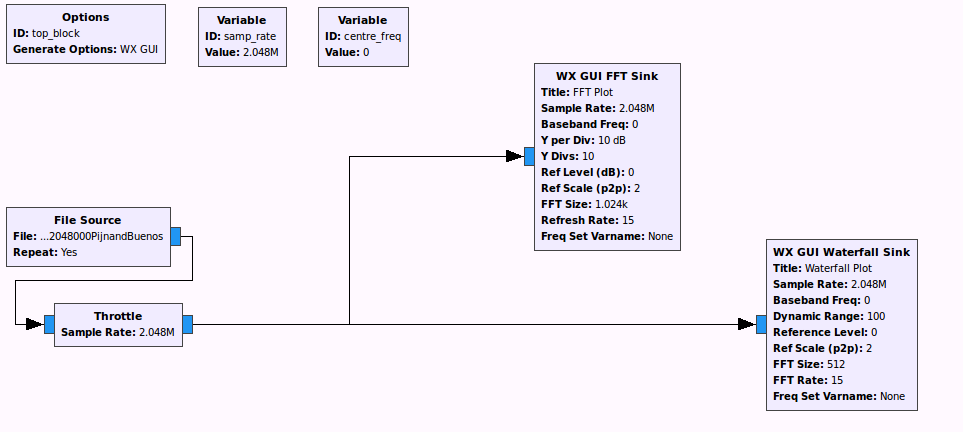 Options
ID: top_block
Generate Options: WX GUI
Variable
ID: samp_rate
Value: 2.048M
Variable
ID: centre_freq
Value: 0
WX GUI FFT Sink
Title: FFT Plot
Sample Rate: 2.048M
Baseband Freq: 0
Y per Div: 10 dB
Y Divs: 10
Ref Level (dB): 0
Ref Scale (p2p): 2
FFT Size: 1.024k
Refresh Rate: 15
Freq Set Varname: None
File Source
File: ...2048000PijnandBuenos
Repeat: Yes
Throttle
Sample Rate: 2.048M
WX GUI Waterfall Sink
Title: Waterfall Plot
Sample Rate: 2.048M
Baseband Freq: 0
Dynamic Range: 100
Reference Level: 0
Ref Scale (p2p): 2
FFT Size: 512
FFT Rate: 15
Freq Set Varname: None